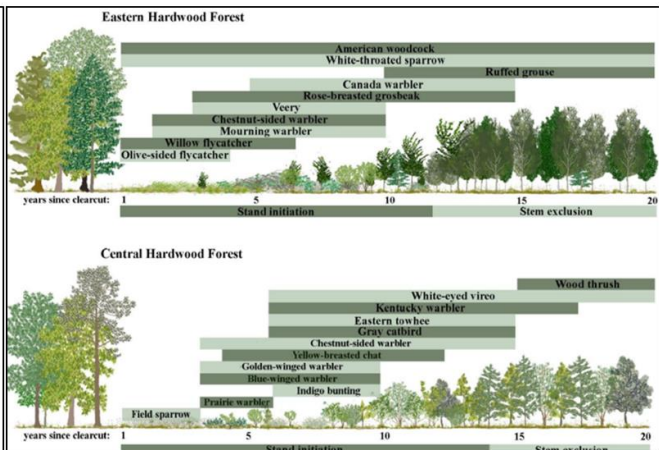 Eastern Hardwood Forest
American woodcock
White-throated sparrow
Ruffed grouse
Canada warbler
Rose-breasted grosbeak
Veery
Chestnut-sided warbler
Mourning warbler
Willow flycatcher
Olive-sided flycatcher
years since clearcut: 1 5 10 15 20
Stand initiation Stem exclusion
Central Hardwood Forest
Wood thrush
White-eyed vireo
Kentucky warbler
Eastern towhee
Gray catbird
Chestnut-sided warbler
Yellow-breasted chat
Golden-winged warbler
Blue-winged warbler
Indigo bunting
Prairie warbler
Field sparrow
years since clearcut: 1 5 10 15 20
Stand initiation Stem exclusion